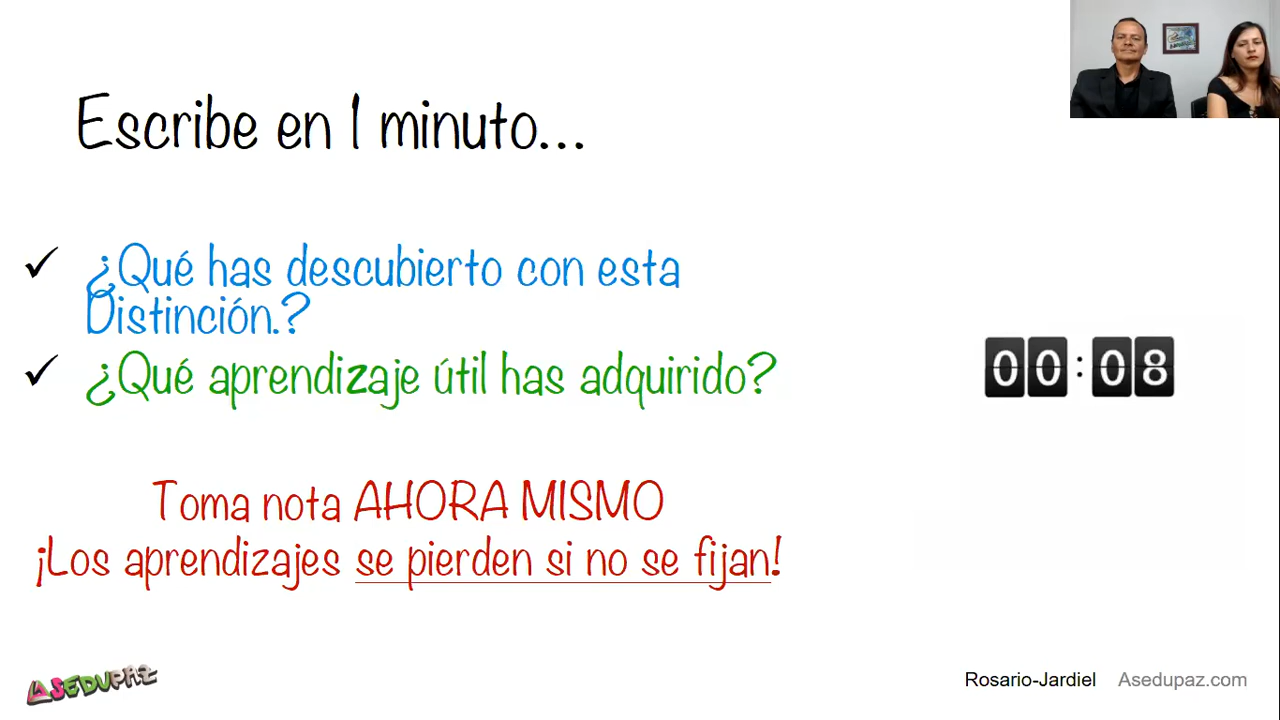 Escribe en 1 minuto...
✓ ¿Qué has descubierto con esta
Distinción.?
✓ ¿Qué aprendizaje útil has adquirido?
00:08
Toma nota AHORA MISMO
¡Los aprendizajes se pierden si no se fijan!
ASEDUPAZ
Rosario-Jardiel Asedupaz.com